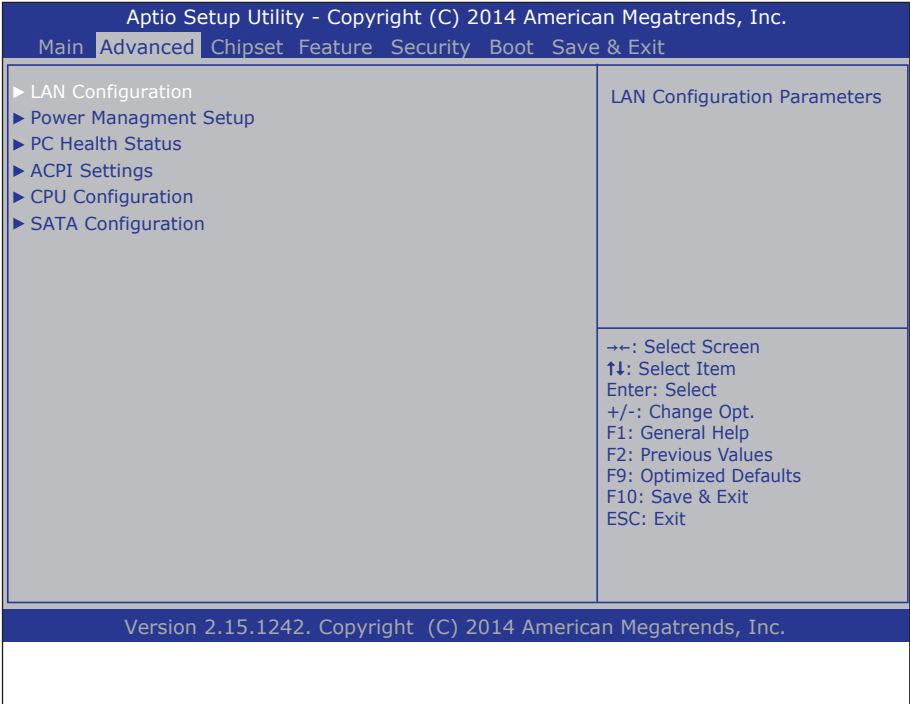 Aptio Setup Utility - Copyright (C) 2014 American Megatrends, Inc.
Main Advanced Chipset Feature Security Boot Save & Exit
► LAN Configuration
► Power Managment Setup
► PC Health Status
► ACPI Settings
► CPU Configuration
► SATA Configuration
LAN Configuration Parameters
→←: Select Screen
↑↓: Select Item
Enter: Select
+/-: Change Opt.
F1: General Help
F2: Previous Values
F9: Optimized Defaults
F10: Save & Exit
ESC: Exit
Version 2.15.1242. Copyright (C) 2014 American Megatrends, Inc.